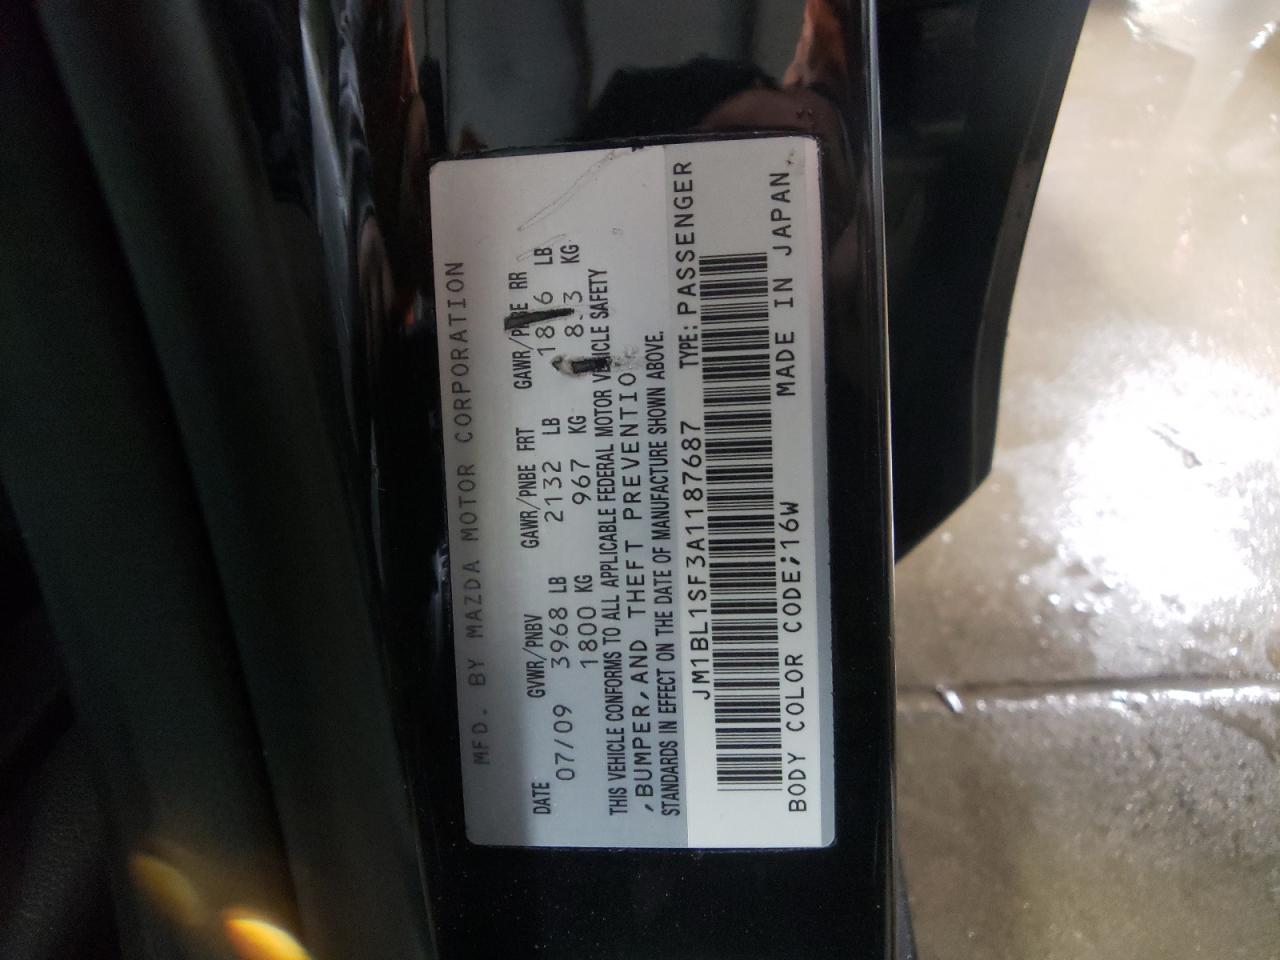 MFD. BY MAZDA MOTOR CORPORATION
DATE GVWR/PNBV GAWR/PNBE FRT GAWR/PNBE RR
07/09 3968 LB 2132 LB 1836 LB
1800 KG 967 KG 833 KG
THIS VEHICLE CONFORMS TO ALL APPLICABLE FEDERAL MOTOR VEHICLE SAFETY
,BUMPER,AND THEFT PREVENTIO
STANDARDS IN EFFECT ON THE DATE OF MANUFACTURE SHOWN ABOVE.
JM1BL1SF3A1187687 TYPE: PASSENGER
BODY COLOR CODE;16W MADE IN JAPAN